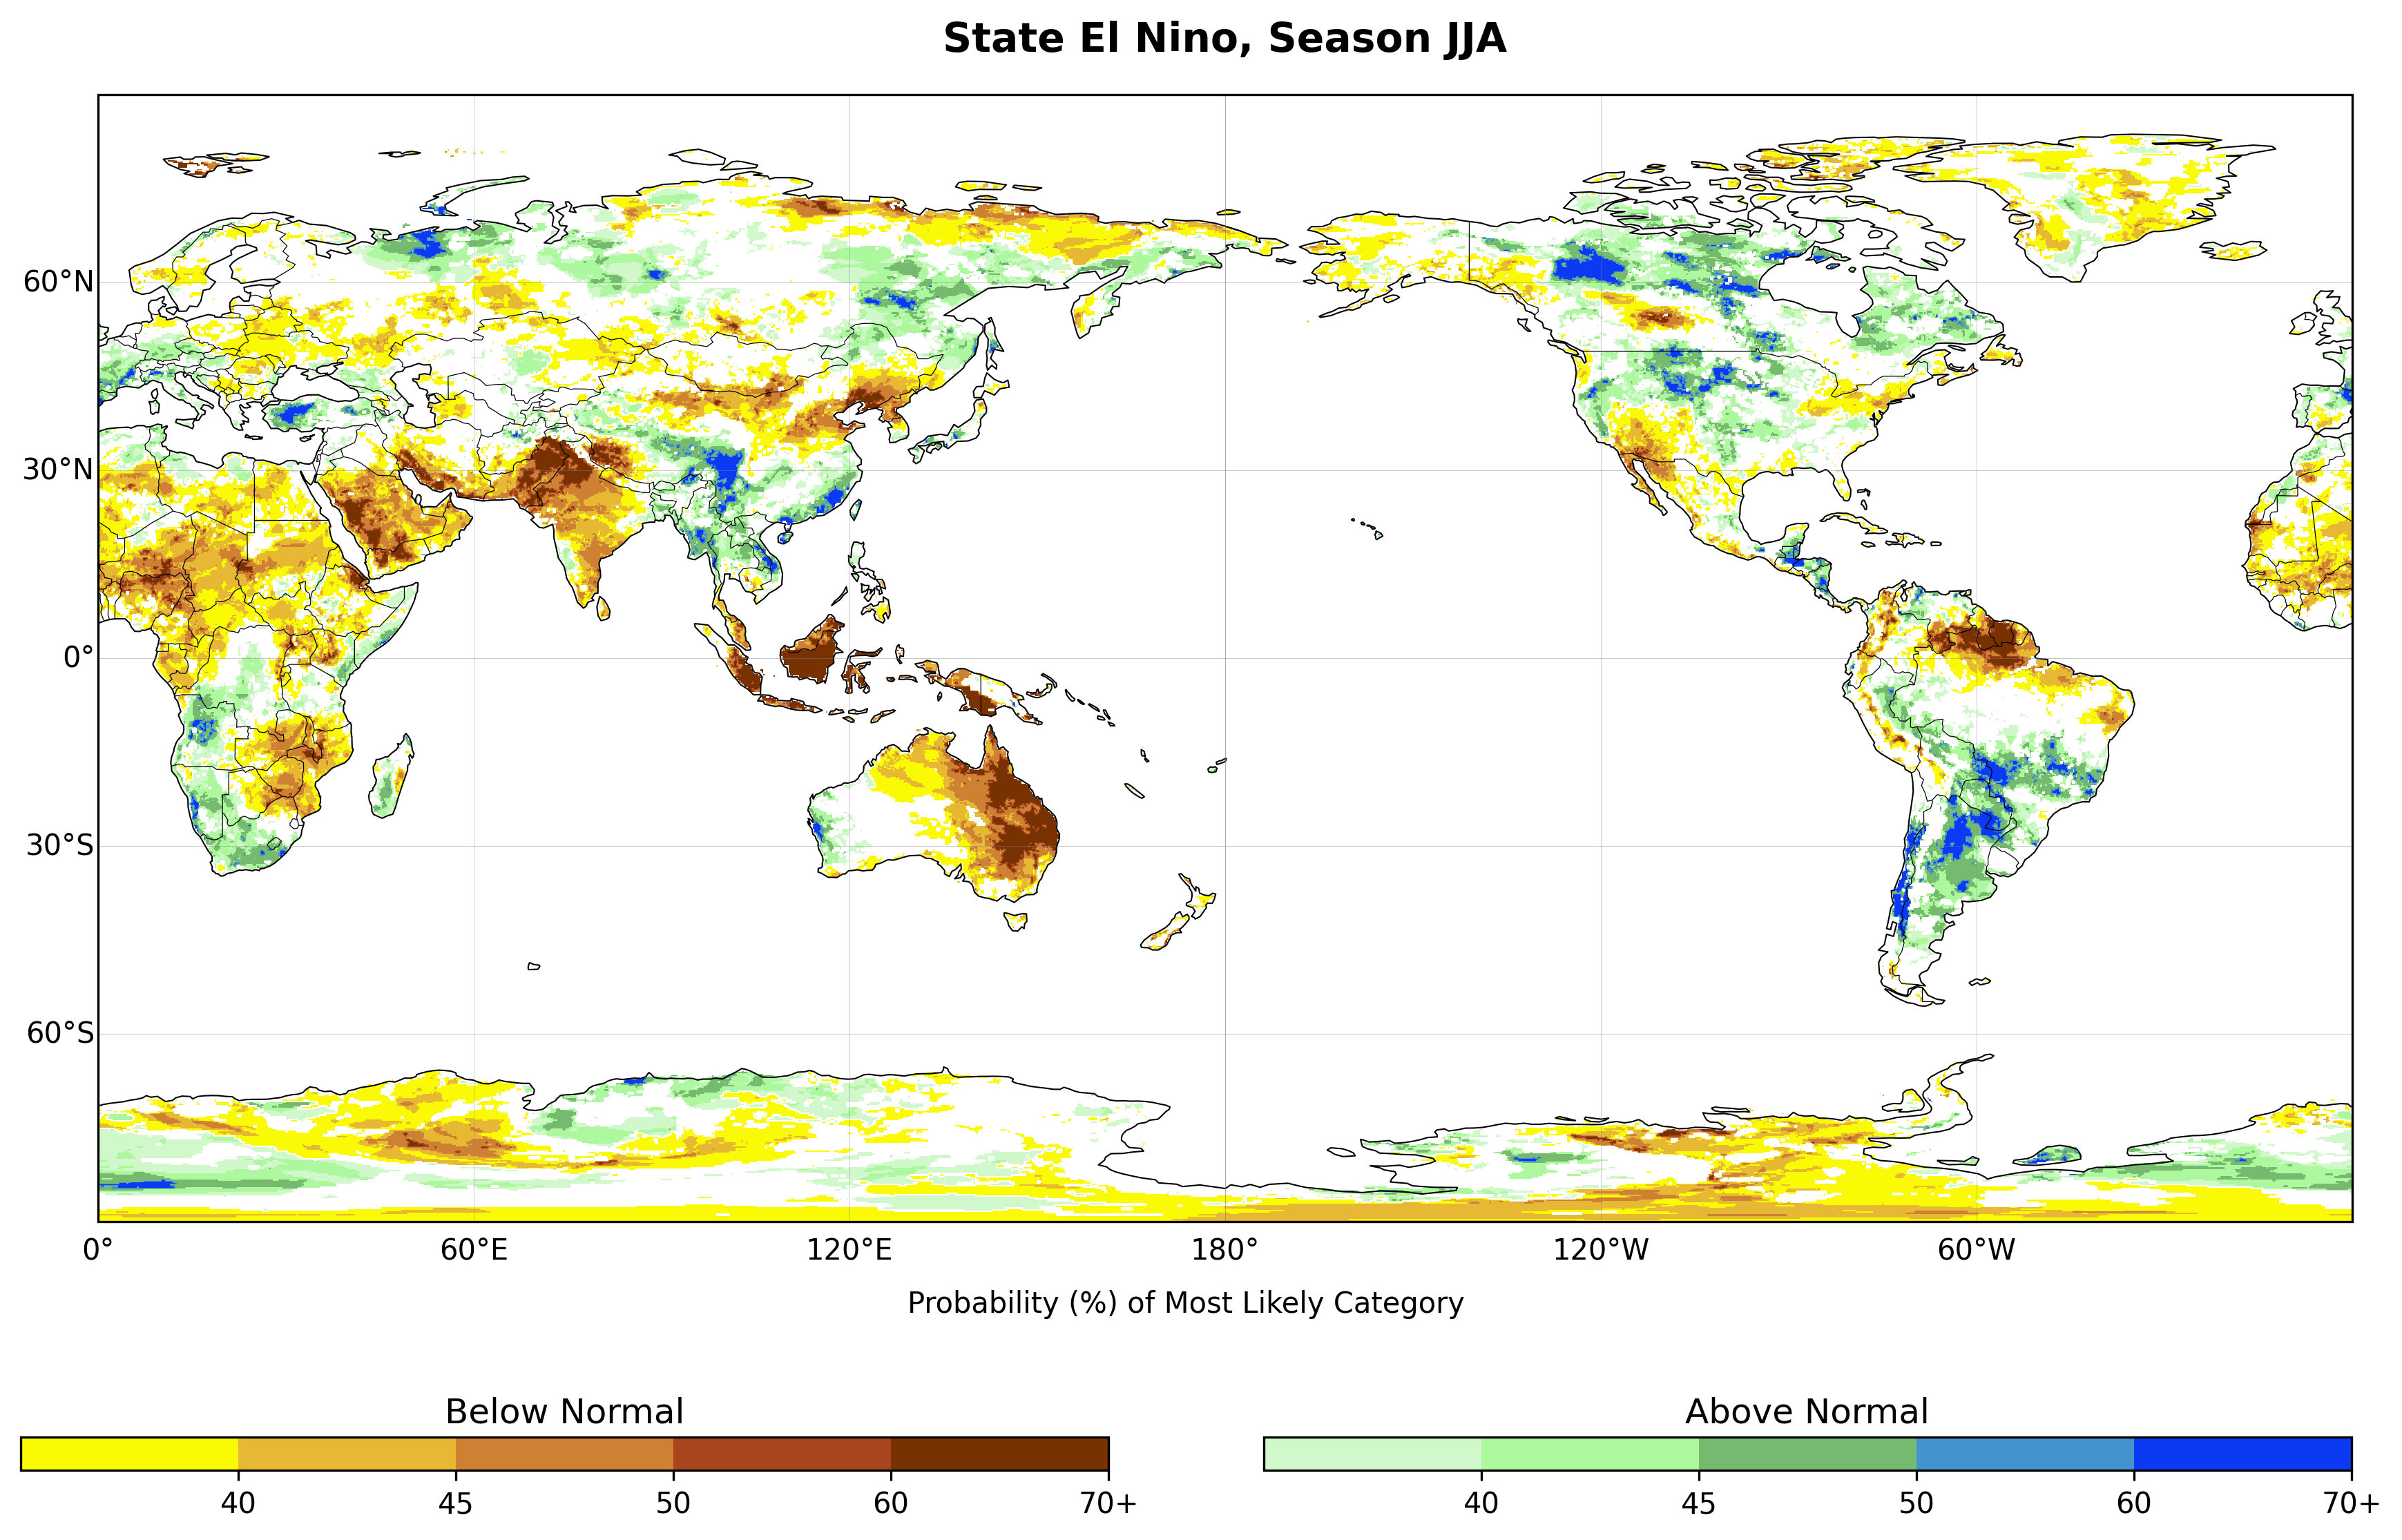 State El Nino, Season JJA
60°N
30°N
0°
30°S
60°S
0° 60°E 120°E 180° 120°W 60°W
Probability (%) of Most Likely Category
Below Normal Above Normal
40 45 50 60 70+ 40 45 50 60 70+